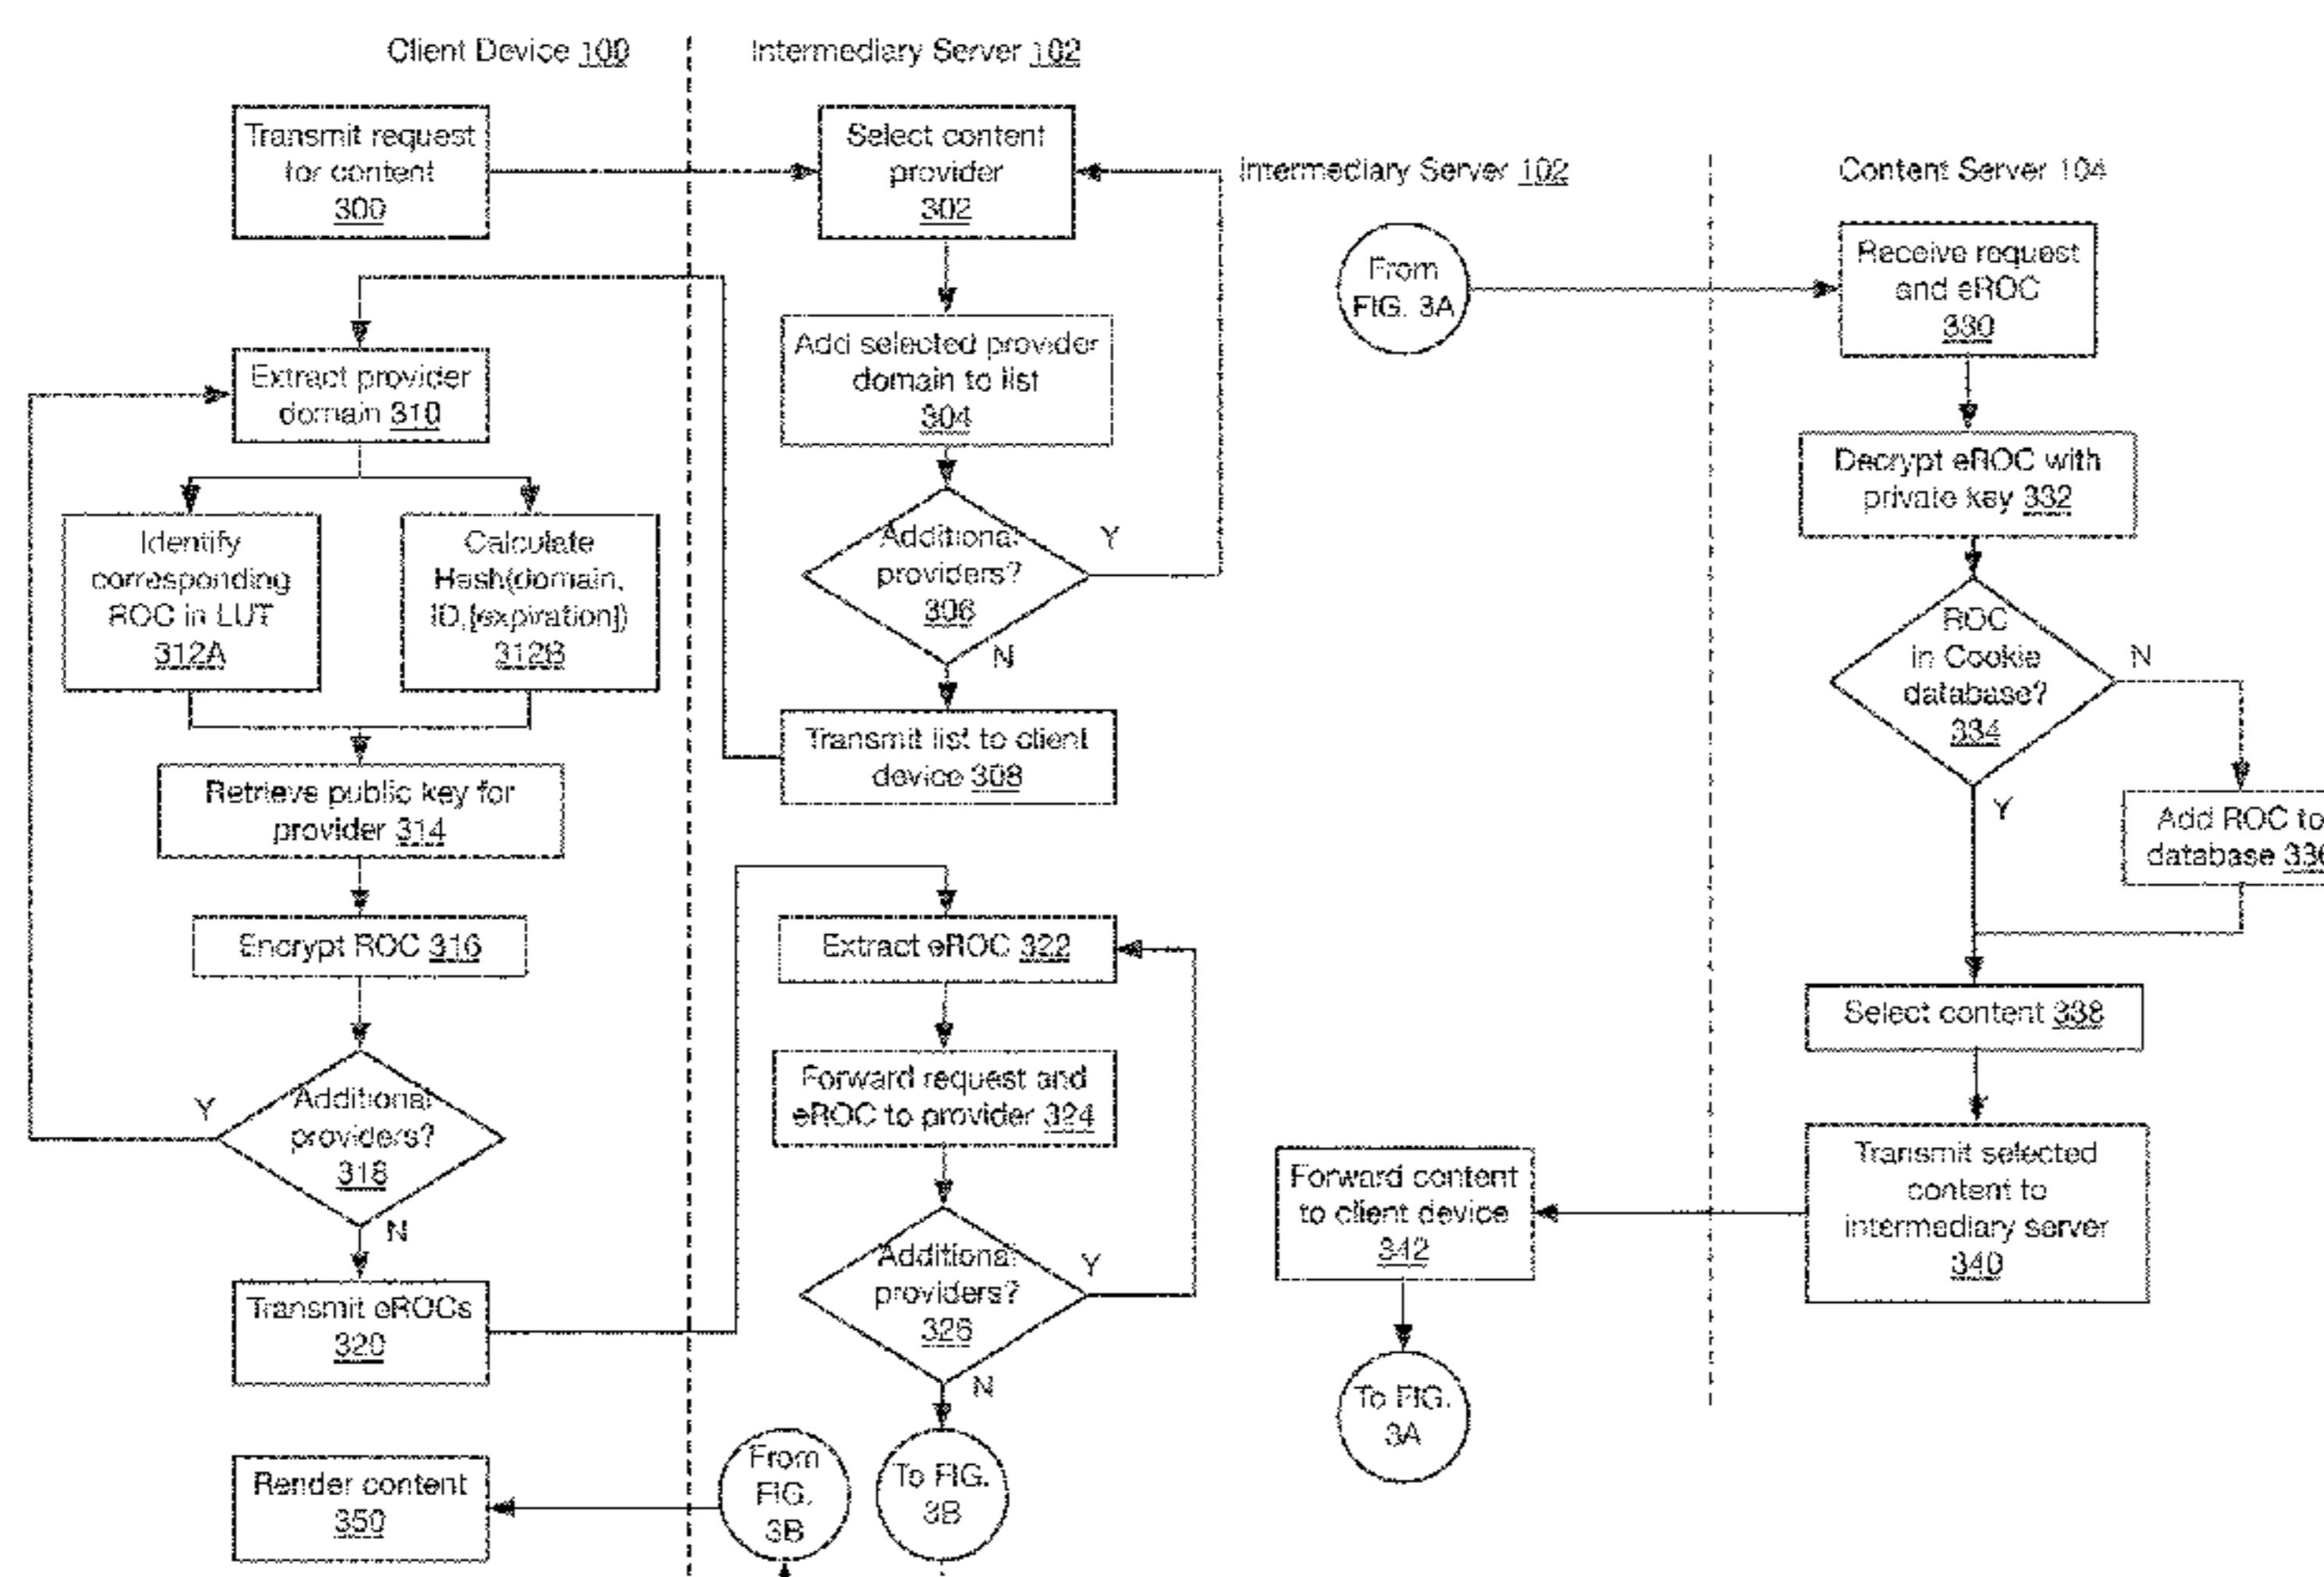 Client Device 100
Intermediary Server 102
Transmit request
for content
300
Select content
provider
302
Add selected provider
domain to list
304
Additional
providers?
306
Y
N
Transmit list to client
device 308
Extract provider
domain 310
Identify
corresponding
ROC in LUT
312A
Calculate
Hash(domain,
ID,[expiration])
312B
Retrieve public key for
provider 314
Encrypt ROC 316
Additional
providers?
318
Y
N
Transmit eROCs
320
Extract eROC 322
Forward request and
eROC to provider 324
Additional
providers?
326
Y
N
To FIG.
3B
From
FIG.
3B
Render content
350
Intermediary Server 102
Content Server 104
From
FIG. 3A
Receive request
and eROC
330
Decrypt eROC with
private key 332
ROC
in Cookie
database?
334
N
Y
Add ROC to
database
Select content 338
Transmit selected
content to
intermediary server
340
Forward content
to client device
342
To FIG.
3A